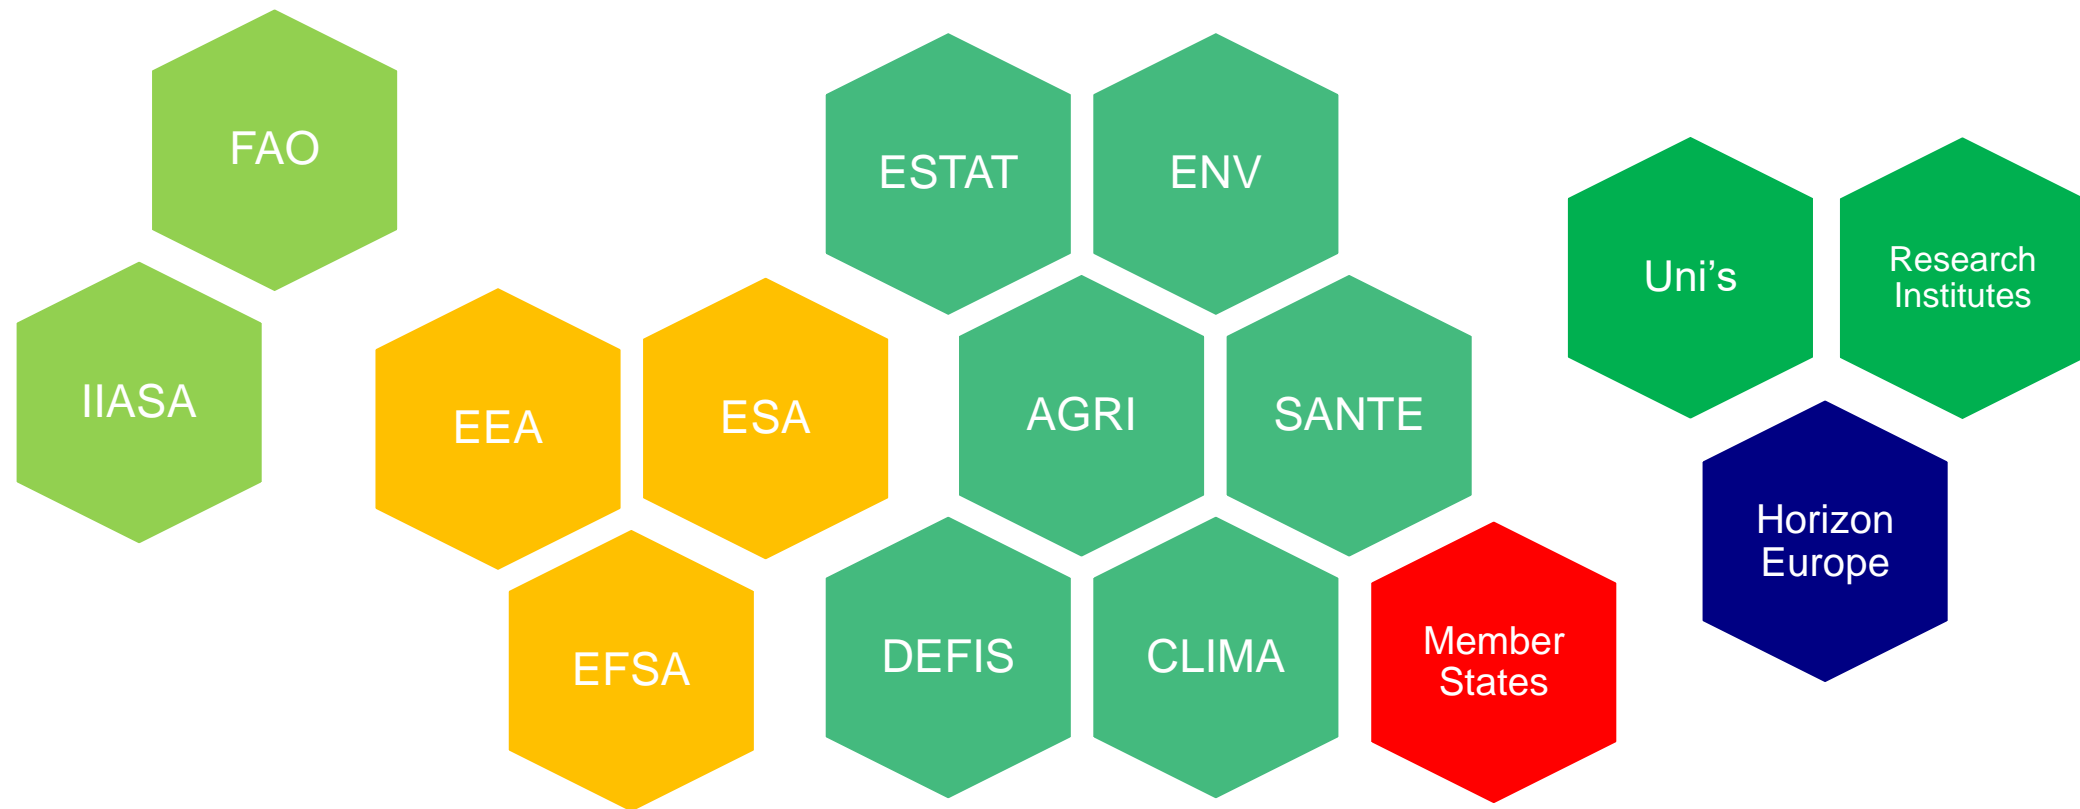 FAO
IIASA
EEA
ESA
EFSA
ESTAT
ENV
AGRI
SANTE
DEFIS
CLIMA
Member
States
Uni’s
Research
Institutes
Horizon
Europe